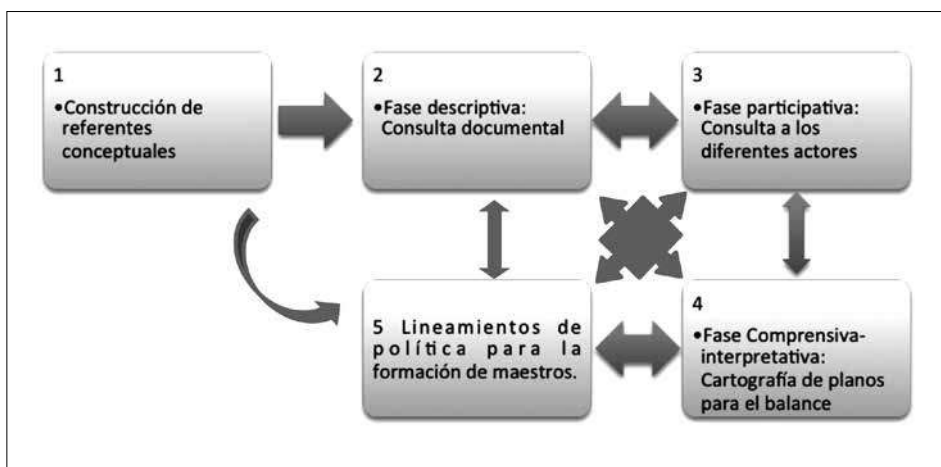 1
•Construcción de
referentes
conceptuales
2
•Fase descriptiva:
Consulta documental
3
•Fase participativa:
Consulta a los
diferentes actores
5 Lineamientos de
política para la
formación de maestros.
4
•Fase Comprensiva-
interpretativa:
Cartografía de planos
para el balance